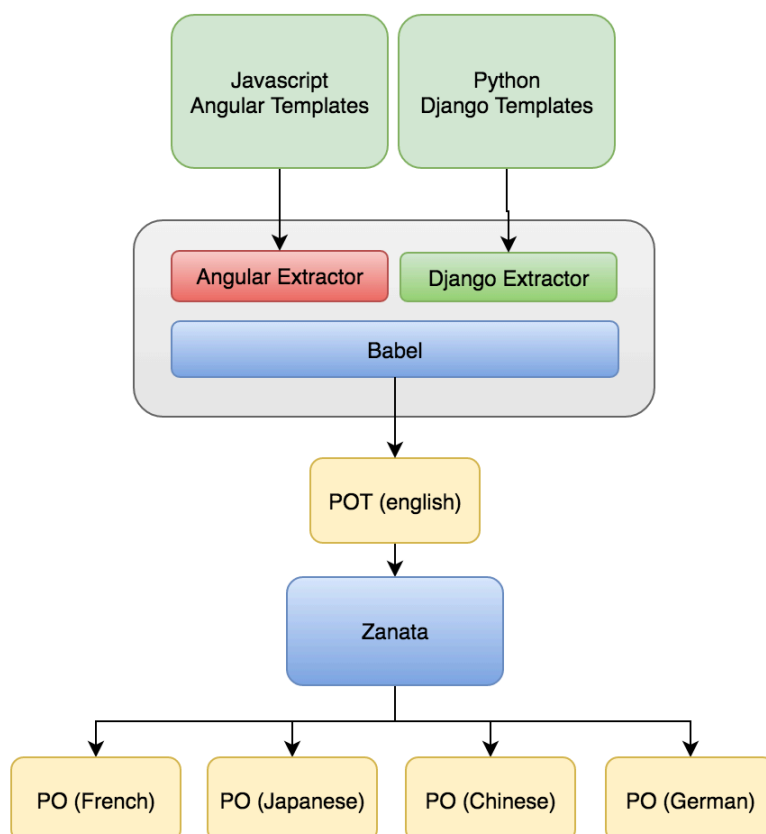 Javascript
Angular Templates
Python
Django Templates
Angular Extractor
Django Extractor
Babel
POT (english)
Zanata
PO (French)
PO (Japanese)
PO (Chinese)
PO (German)